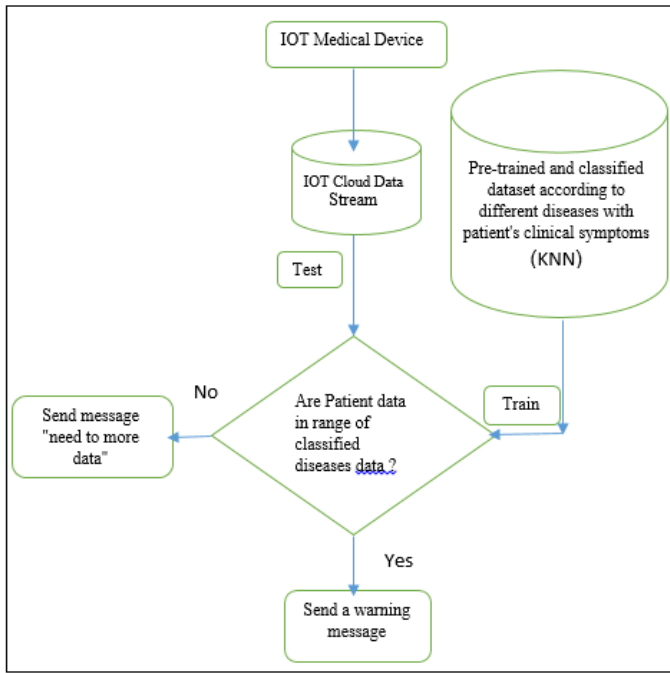 IOT Medical Device
IOT Cloud Data
Stream
Pre-trained and classified
dataset according to
different diseases with
patient's clinical symptoms
(KNN)
Test
Are Patient data
in range of
classified
diseases data ?
Train
No
Send message
"need to more
data"
Yes
Send a warning
message